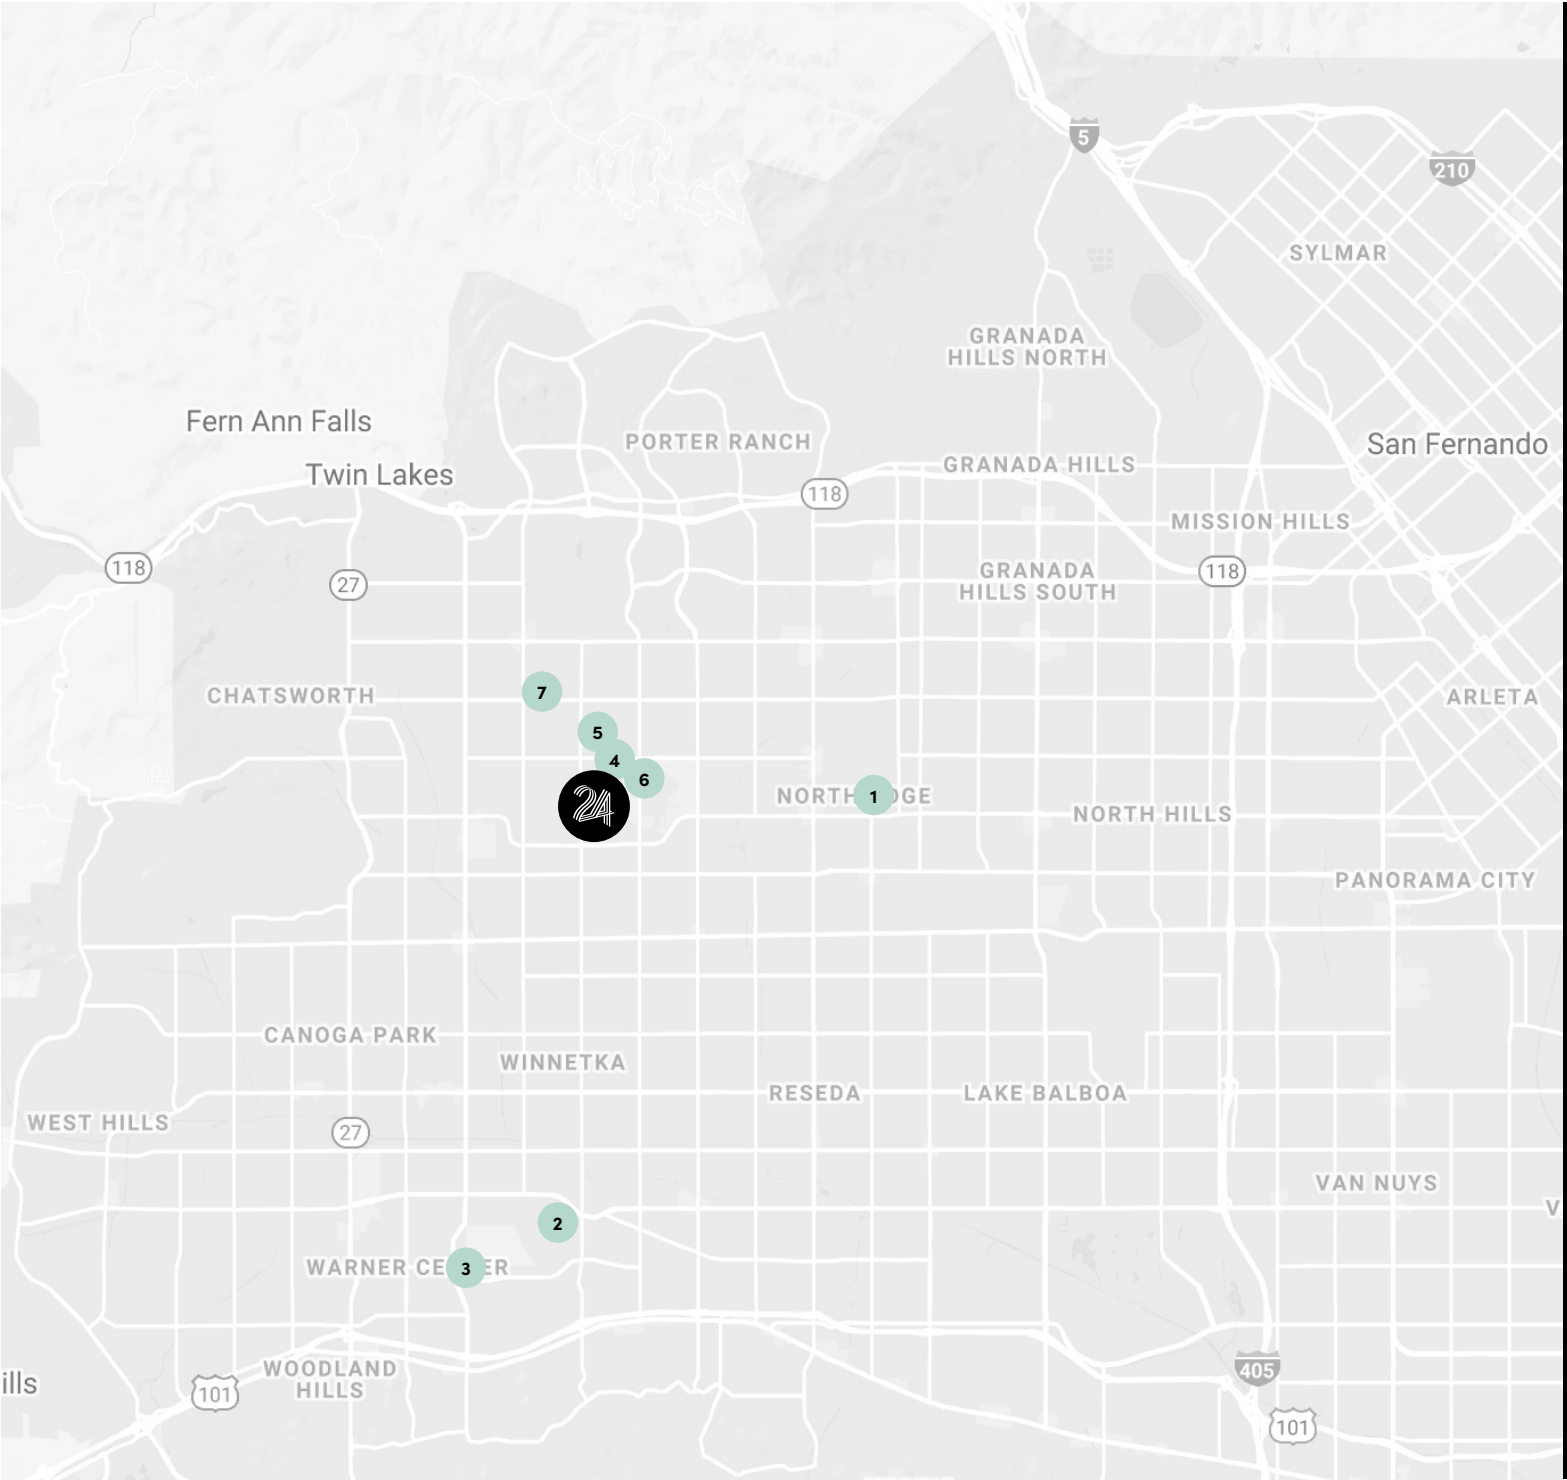 5
210
SYLMAR
GRANADA
HILLS NORTH
Fern Ann Falls
PORTER RANCH
San Fernando
Twin Lakes
GRANADA HILLS
118
MISSION HILLS
118
27
GRANADA
HILLS SOUTH
118
CHATSWORTH
7
ARLETA
5
4
6
24
NORTH
1
DGE
NORTH HILLS
PANORAMA CITY
CANOGA PARK
WINNETKA
RESEDA
LAKE BALBOA
WEST HILLS
27
VAN NUYS
V
2
WARNER CE
3
ER
WOODLAND
HILLS
ills
101
405
101